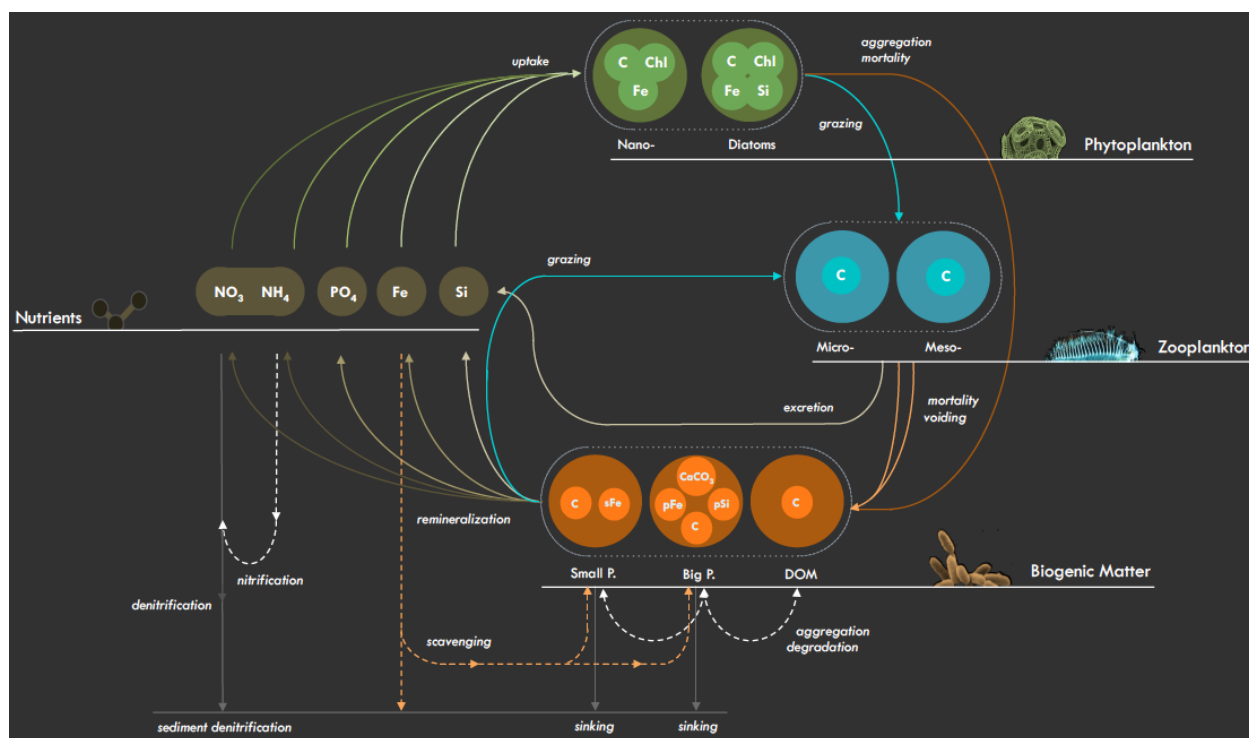 aggregation
mortality
uptake
C Chl
Fe
C Chl
Fe Si
grazing
Nano-
Diatoms
Phytoplankton
grazing
C
C
NO3 NH4
PO4
Fe
Si
Nutrients
Micro-
Meso-
Zooplankton
excretion
mortality
voiding
C
sFe
CaCO3
pFe
pSi
C
C
remineralization
Small P.
Big P.
DOM
Biogenic Matter
nitrification
denitrification
scavenging
aggregation
degradation
sediment denitrification
sinking
sinking